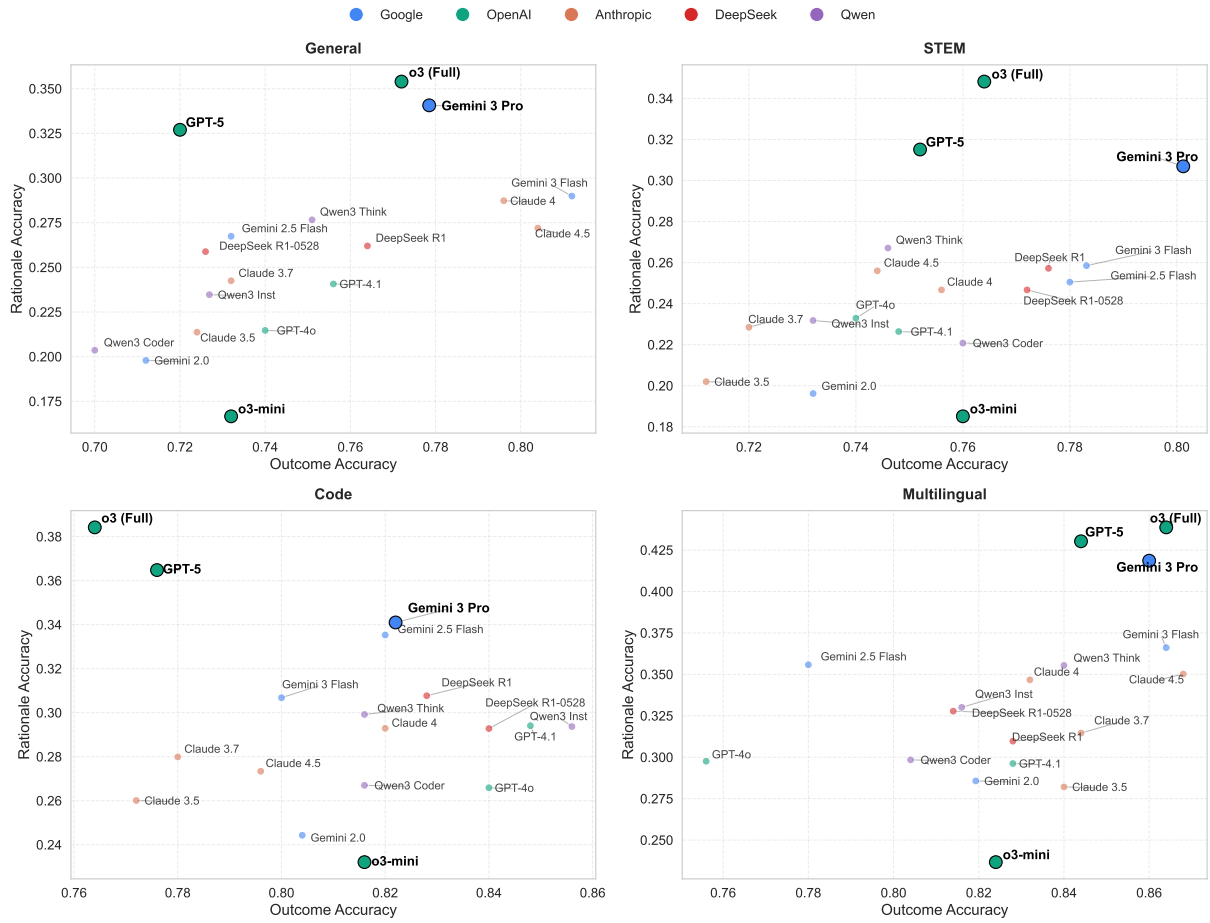 Google OpenAI Anthropic DeepSeek Qwen
General
Rationale Accuracy
0.350
0.325
0.300
0.275
0.250
0.225
0.200
0.175
o3 (Full)
Gemini 3 Pro
GPT-5
Gemini 3 Flash
Claude 4
Qwen3 Think
Gemini 2.5 Flash
Claude 4.5
DeepSeek R1
DeepSeek R1-0528
Claude 3.7
GPT-4.1
Qwen3 Inst
GPT-4o
Claude 3.5
Qwen3 Coder
Gemini 2.0
o3-mini
0.70 0.72 0.74 0.76 0.78 0.80
Outcome Accuracy
STEM
Rationale Accuracy
0.34
0.32
0.30
0.28
0.26
0.24
0.22
0.20
0.18
o3 (Full)
GPT-5
Gemini 3 Pro
Qwen3 Think
Gemini 3 Flash
DeepSeek R1
Claude 4.5
Gemini 2.5 Flash
Claude 4
DeepSeek R1-0528
GPT-4o
Claude 3.7
Qwen3 Inst
GPT-4.1
Qwen3 Coder
Claude 3.5
Gemini 2.0
o3-mini
0.72 0.74 0.76 0.78 0.80
Outcome Accuracy
Code
Rationale Accuracy
0.38
0.36
0.34
0.32
0.30
0.28
0.26
0.24
o3 (Full)
GPT-5
Gemini 3 Pro
Gemini 2.5 Flash
Gemini 3 Flash
DeepSeek R1
DeepSeek R1-0528
Qwen3 Think
Qwen3 Inst
Claude 4
GPT-4.1
Claude 3.7
Claude 4.5
Qwen3 Coder
GPT-4o
Claude 3.5
Gemini 2.0
o3-mini
0.76 0.78 0.80 0.82 0.84 0.86
Outcome Accuracy
Multilingual
Rationale Accuracy
0.425
0.400
0.375
0.350
0.325
0.300
0.275
0.250
o3 (Full)
GPT-5
Gemini 3 Pro
Gemini 3 Flash
Gemini 2.5 Flash
Qwen3 Think
Claude 4
Claude 4.5
Qwen3 Inst
DeepSeek R1-0528
Claude 3.7
DeepSeek R1
GPT-4o
Qwen3 Coder
GPT-4.1
Gemini 2.0
Claude 3.5
o3-mini
0.76 0.78 0.80 0.82 0.84 0.86
Outcome Accuracy